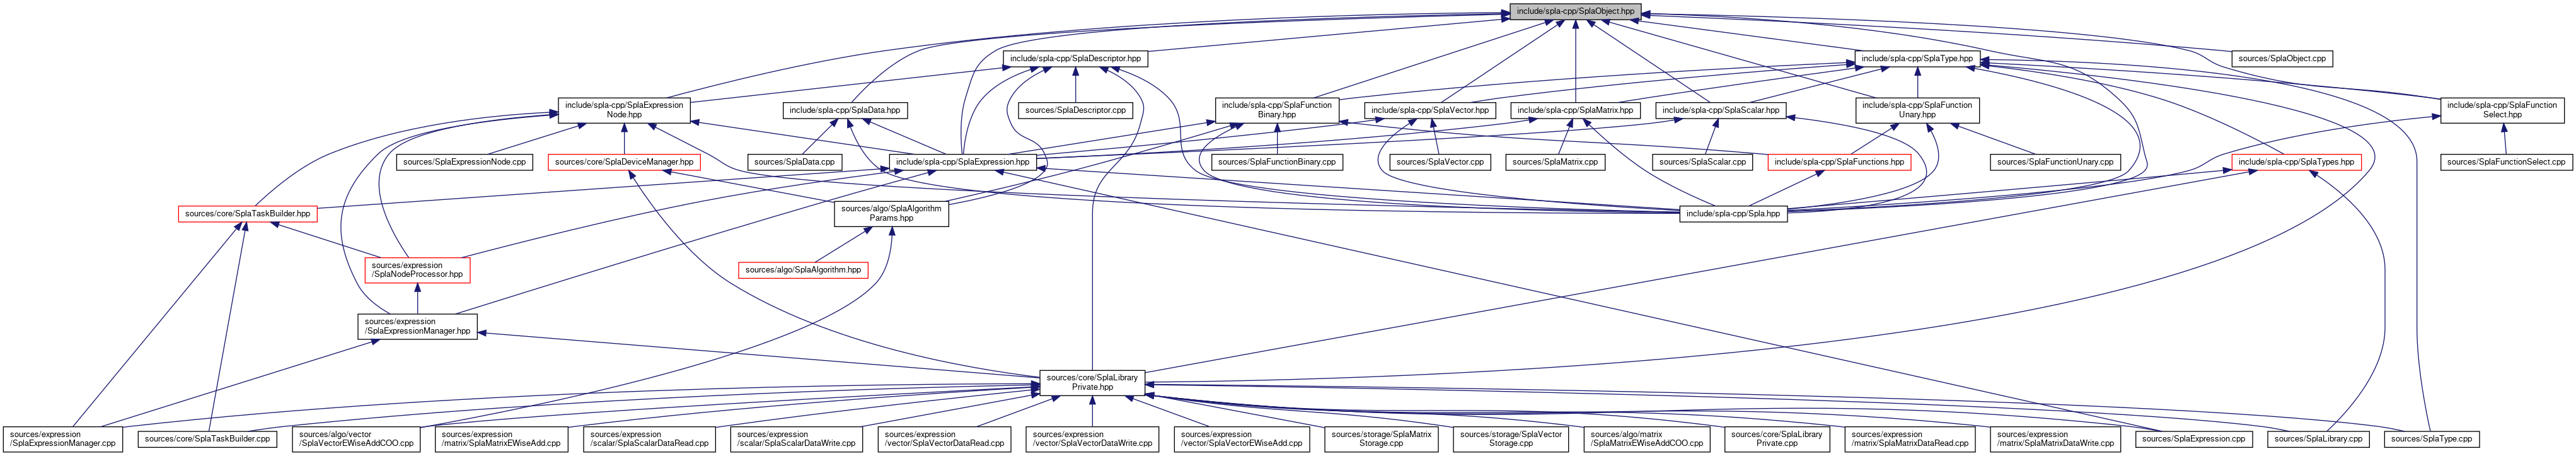 include/spla-cpp/SplaObject.hpp
include/spla-cpp/SplaDescriptor.hpp
include/spla-cpp/SplaType.hpp
sources/SplaObject.cpp
include/spla-cpp/SplaExpression
Node.hpp
include/spla-cpp/SplaData.hpp
sources/SplaDescriptor.cpp
include/spla-cpp/SplaFunction
Binary.hpp
include/spla-cpp/SplaVector.hpp
include/spla-cpp/SplaMatrix.hpp
include/spla-cpp/SplaScalar.hpp
include/spla-cpp/SplaFunction
Unary.hpp
include/spla-cpp/SplaFunction
Select.hpp
sources/SplaExpressionNode.cpp
sources/core/SplaDeviceManager.hpp
sources/SplaData.cpp
include/spla-cpp/SplaExpression.hpp
sources/SplaFunctionBinary.cpp
sources/SplaVector.cpp
sources/SplaMatrix.cpp
sources/SplaScalar.cpp
include/spla-cpp/SplaFunctions.hpp
sources/SplaFunctionUnary.cpp
include/spla-cpp/SplaTypes.hpp
sources/SplaFunctionSelect.cpp
sources/core/SplaTaskBuilder.hpp
sources/algo/SplaAlgorithm
Params.hpp
include/spla-cpp/Spla.hpp
sources/expression
/SplaNodeProcessor.hpp
sources/algo/SplaAlgorithm.hpp
sources/expression
/SplaExpressionManager.hpp
sources/core/SplaLibrary
Private.hpp
sources/expression
/SplaExpressionManager.cpp
sources/core/SplaTaskBuilder.cpp
sources/algo/vector
/SplaVectorEWiseAddCOO.cpp
sources/expression
/matrix/SplaMatrixEWiseAdd.cpp
sources/expression
/scalar/SplaScalarDataRead.cpp
sources/expression
/scalar/SplaScalarDataWrite.cpp
sources/expression
/vector/SplaVectorDataRead.cpp
sources/expression
/vector/SplaVectorDataWrite.cpp
sources/expression
/vector/SplaVectorEWiseAdd.cpp
sources/storage/SplaMatrix
Storage.cpp
sources/storage/SplaVector
Storage.cpp
sources/algo/matrix
/SplaMatrixEWiseAddCOO.cpp
sources/core/SplaLibrary
Private.cpp
sources/expression
/matrix/SplaMatrixDataRead.cpp
sources/expression
/matrix/SplaMatrixDataWrite.cpp
sources/SplaExpression.cpp
sources/SplaLibrary.cpp
sources/SplaType.cpp